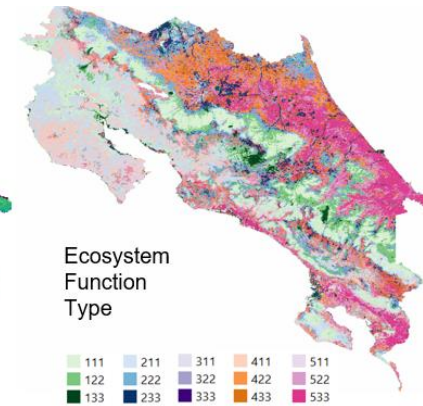 Ecosystem
Function
Type
111 211 311 411 511
122 222 322 422 522
133 233 333 433 533